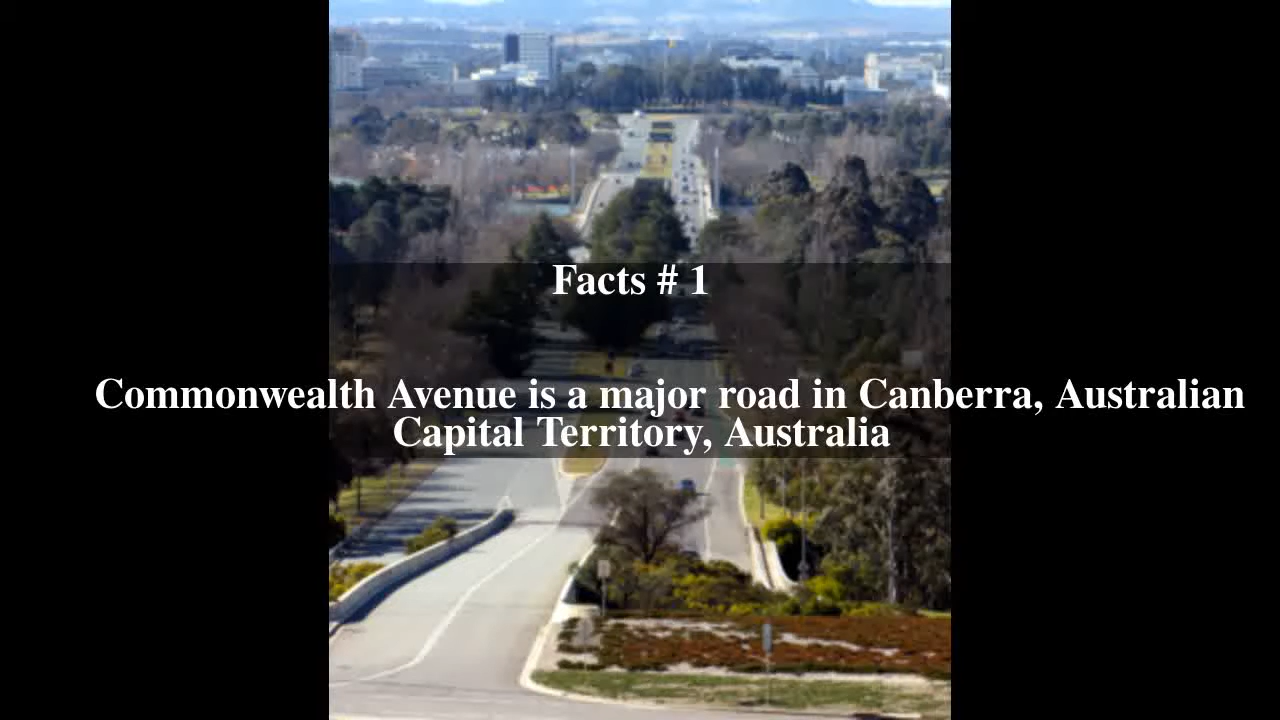 Facts # 1
Commonwealth Avenue is a major road in Canberra, Australian
Capital Territory, Australia